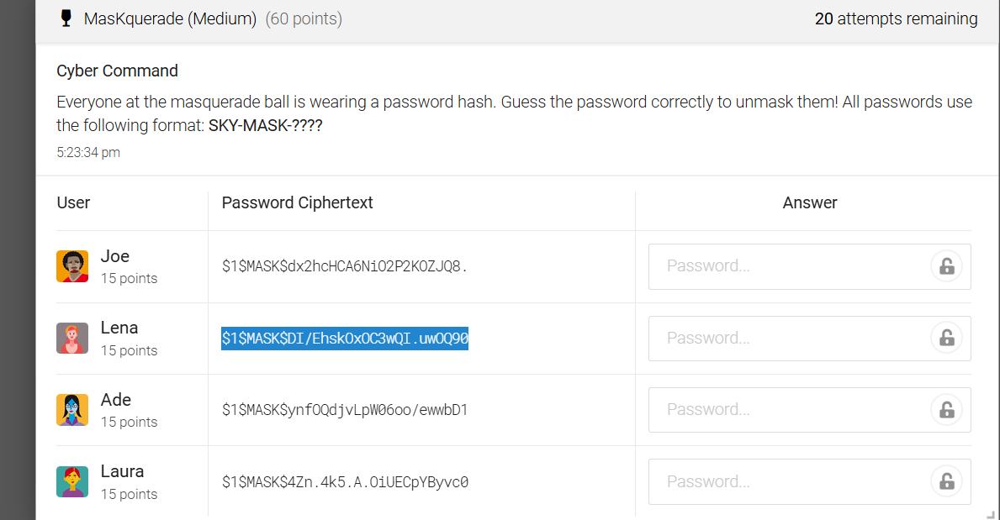 MasKquerade (Medium) (60 points) 20 attempts remaining
Cyber Command
Everyone at the masquerade ball is wearing a password hash. Guess the password correctly to unmask them! All passwords use
the following format: SKY-MASK-????
5:23:34 pm
User Password Ciphertext Answer
Joe
15 points
$1$MASK$dx2hcHCA6NiO2P2KOZJQ8.
Password...
Lena
15 points
$1$MASK$DI/EhskOxOC3wQI.uwOQ90
Password...
Ade
15 points
$1$MASK$ynfOQdjvLpW06oo/ewwbD1
Password...
Laura
15 points
$1$MASK$4Zn.4k5.A.OiUECpYByvc0
Password...